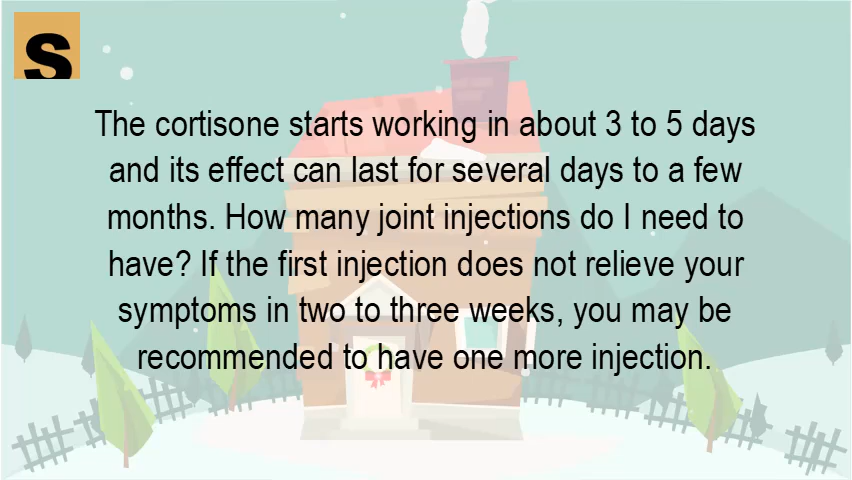 S
The cortisone starts working in about 3 to 5 days
and its effect can last for several days to a few
months. How many joint injections do I need to
have? If the first injection does not relieve your
symptoms in two to three weeks, you may be
recommended to have one more injection.